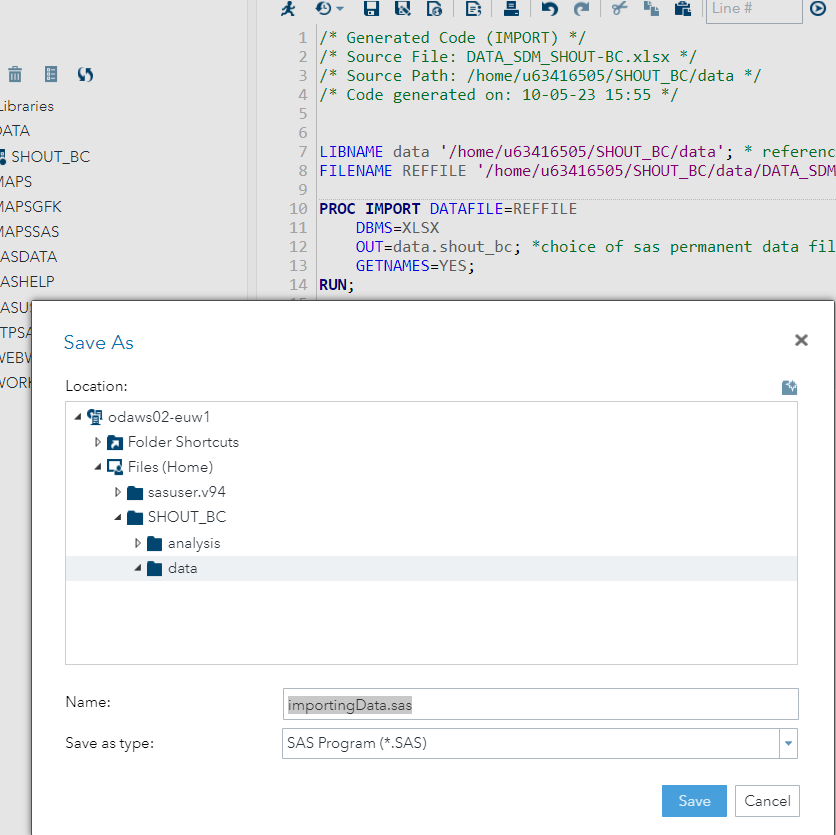 Line #
1 /* Generated Code (IMPORT) */
2 /* Source File: DATA_SDM_SHOUT-BC.xlsx */
3 /* Source Path: /home/u63416505/SHOUT_BC/data */
4 /* Code generated on: 10-05-23 15:55 */
5
6
7 LIBNAME data '/home/u63416505/SHOUT_BC/data'; * referenc
8 FILENAME REFFILE '/home/u63416505/SHOUT_BC/data/DATA_SDM
9
10 PROC IMPORT DATAFILE=REFFILE
11 DBMS=XLSX
12 OUT=data.shout_bc; *choice of sas permanent data fil
13 GETNAMES=YES;
14 RUN;
Libraries
DATA
SHOUT_BC
MAPS
MAPSGFK
MAPSSAS
ASDATA
ASHELP
ASUS
TPSA
WEBW
WORK
Save As
Location:
odaws02-euw1
Folder Shortcuts
Files (Home)
sasuser.v94
SHOUT_BC
analysis
data
Name:
importingData.sas
Save as type:
SAS Program (*.SAS)
Save
Cancel